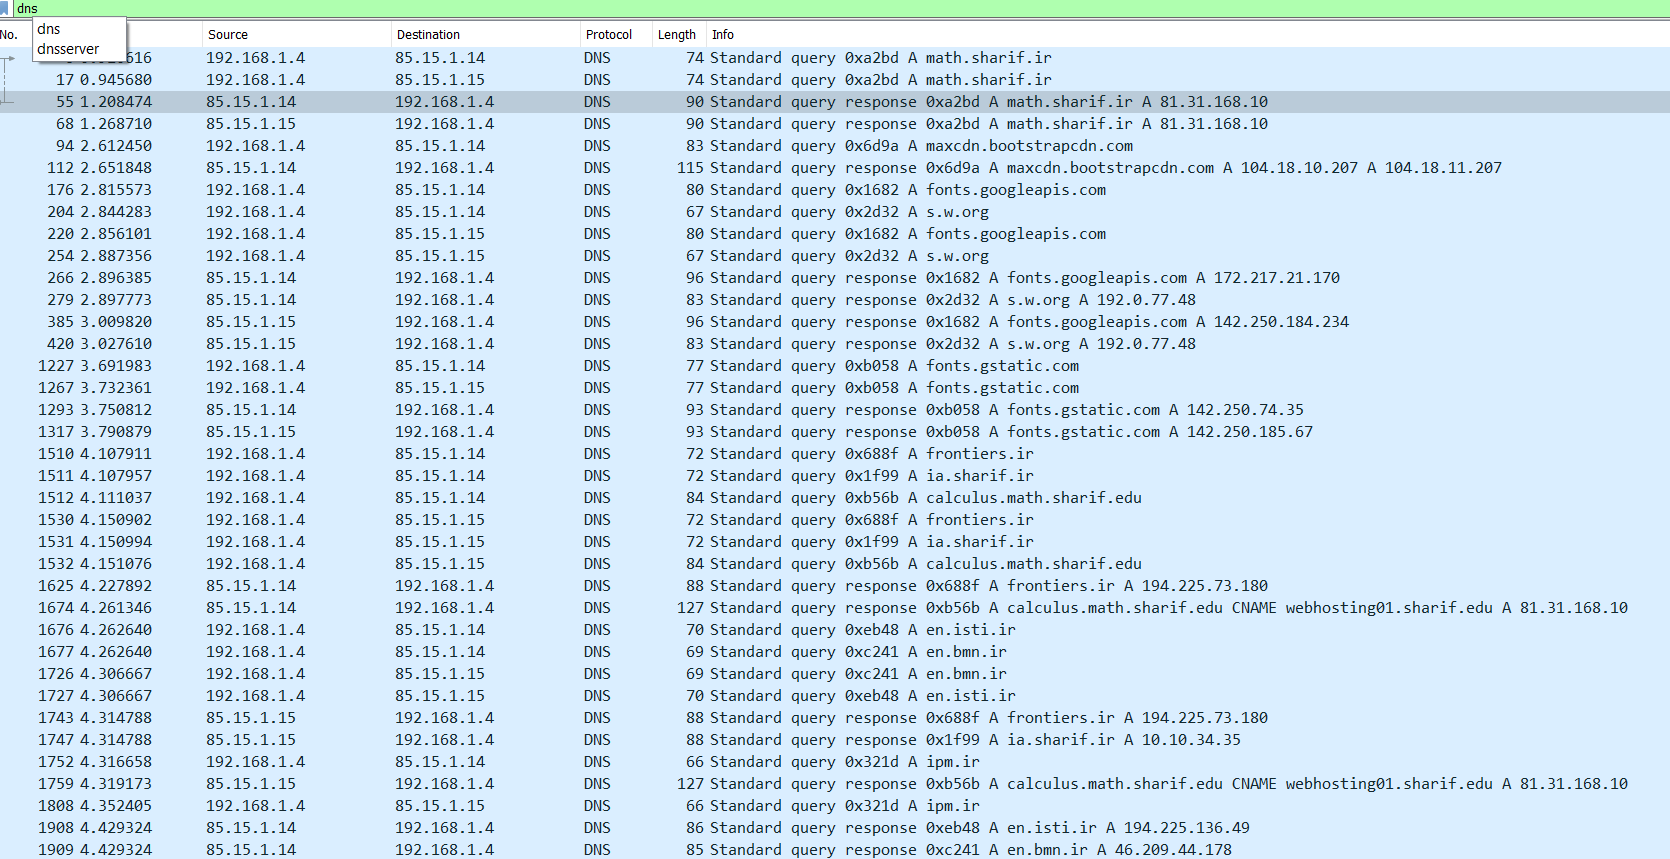 dns
dns
dnsserver
No. Source Destination Protocol Length Info
616 192.168.1.4 85.15.1.14 DNS 74 Standard query 0xa2bd A math.sharif.ir
17 0.945680 192.168.1.4 85.15.1.15 DNS 74 Standard query 0xa2bd A math.sharif.ir
55 1.208474 85.15.1.14 192.168.1.4 DNS 90 Standard query response 0xa2bd A math.sharif.ir A 81.31.168.10
68 1.268710 85.15.1.15 192.168.1.4 DNS 90 Standard query response 0xa2bd A math.sharif.ir A 81.31.168.10
94 2.612450 192.168.1.4 85.15.1.14 DNS 83 Standard query 0x6d9a A maxcdn.bootstrapcdn.com
112 2.651848 85.15.1.14 192.168.1.4 DNS 115 Standard query response 0x6d9a A maxcdn.bootstrapcdn.com A 104.18.10.207 A 104.18.11.207
176 2.815573 192.168.1.4 85.15.1.14 DNS 80 Standard query 0x1682 A fonts.googleapis.com
204 2.844283 192.168.1.4 85.15.1.14 DNS 67 Standard query 0x2d32 A s.w.org
220 2.856101 192.168.1.4 85.15.1.15 DNS 80 Standard query 0x1682 A fonts.googleapis.com
254 2.887356 192.168.1.4 85.15.1.15 DNS 67 Standard query 0x2d32 A s.w.org
266 2.896385 85.15.1.14 192.168.1.4 DNS 96 Standard query response 0x1682 A fonts.googleapis.com A 172.217.21.170
279 2.897773 85.15.1.14 192.168.1.4 DNS 83 Standard query response 0x2d32 A s.w.org A 192.0.77.48
385 3.009820 85.15.1.15 192.168.1.4 DNS 96 Standard query response 0x1682 A fonts.googleapis.com A 142.250.184.234
420 3.027610 85.15.1.15 192.168.1.4 DNS 83 Standard query response 0x2d32 A s.w.org A 192.0.77.48
1227 3.691983 192.168.1.4 85.15.1.14 DNS 77 Standard query 0xb058 A fonts.gstatic.com
1267 3.732361 192.168.1.4 85.15.1.15 DNS 77 Standard query 0xb058 A fonts.gstatic.com
1293 3.750812 85.15.1.14 192.168.1.4 DNS 93 Standard query response 0xb058 A fonts.gstatic.com A 142.250.74.35
1317 3.790879 85.15.1.15 192.168.1.4 DNS 93 Standard query response 0xb058 A fonts.gstatic.com A 142.250.185.67
1510 4.107911 192.168.1.4 85.15.1.14 DNS 72 Standard query 0x688f A frontiers.ir
1511 4.107957 192.168.1.4 85.15.1.14 DNS 72 Standard query 0x1f99 A ia.sharif.ir
1512 4.111037 192.168.1.4 85.15.1.14 DNS 84 Standard query 0xb56b A calculus.math.sharif.edu
1530 4.150902 192.168.1.4 85.15.1.15 DNS 72 Standard query 0x688f A frontiers.ir
1531 4.150994 192.168.1.4 85.15.1.15 DNS 72 Standard query 0x1f99 A ia.sharif.ir
1532 4.151076 192.168.1.4 85.15.1.15 DNS 84 Standard query 0xb56b A calculus.math.sharif.edu
1625 4.227892 85.15.1.14 192.168.1.4 DNS 88 Standard query response 0x688f A frontiers.ir A 194.225.73.180
1674 4.261346 85.15.1.14 192.168.1.4 DNS 127 Standard query response 0xb56b A calculus.math.sharif.edu CNAME webhosting01.sharif.edu A 81.31.168.10
1676 4.262640 192.168.1.4 85.15.1.14 DNS 70 Standard query 0xeb48 A en.isti.ir
1677 4.262640 192.168.1.4 85.15.1.14 DNS 69 Standard query 0xc241 A en.bmn.ir
1726 4.306667 192.168.1.4 85.15.1.15 DNS 69 Standard query 0xc241 A en.bmn.ir
1727 4.306667 192.168.1.4 85.15.1.15 DNS 70 Standard query 0xeb48 A en.isti.ir
1743 4.314788 85.15.1.15 192.168.1.4 DNS 88 Standard query response 0x688f A frontiers.ir A 194.225.73.180
1747 4.314788 85.15.1.15 192.168.1.4 DNS 88 Standard query response 0x1f99 A ia.sharif.ir A 10.10.34.35
1752 4.316658 192.168.1.4 85.15.1.14 DNS 66 Standard query 0x321d A ipm.ir
1759 4.319173 85.15.1.15 192.168.1.4 DNS 127 Standard query response 0xb56b A calculus.math.sharif.edu CNAME webhosting01.sharif.edu A 81.31.168.10
1808 4.352405 192.168.1.4 85.15.1.15 DNS 66 Standard query 0x321d A ipm.ir
1908 4.429324 85.15.1.14 192.168.1.4 DNS 86 Standard query response 0xeb48 A en.isti.ir A 194.225.136.49
1909 4.429324 85.15.1.14 192.168.1.4 DNS 85 Standard query response 0xc241 A en.bmn.ir A 46.209.44.178